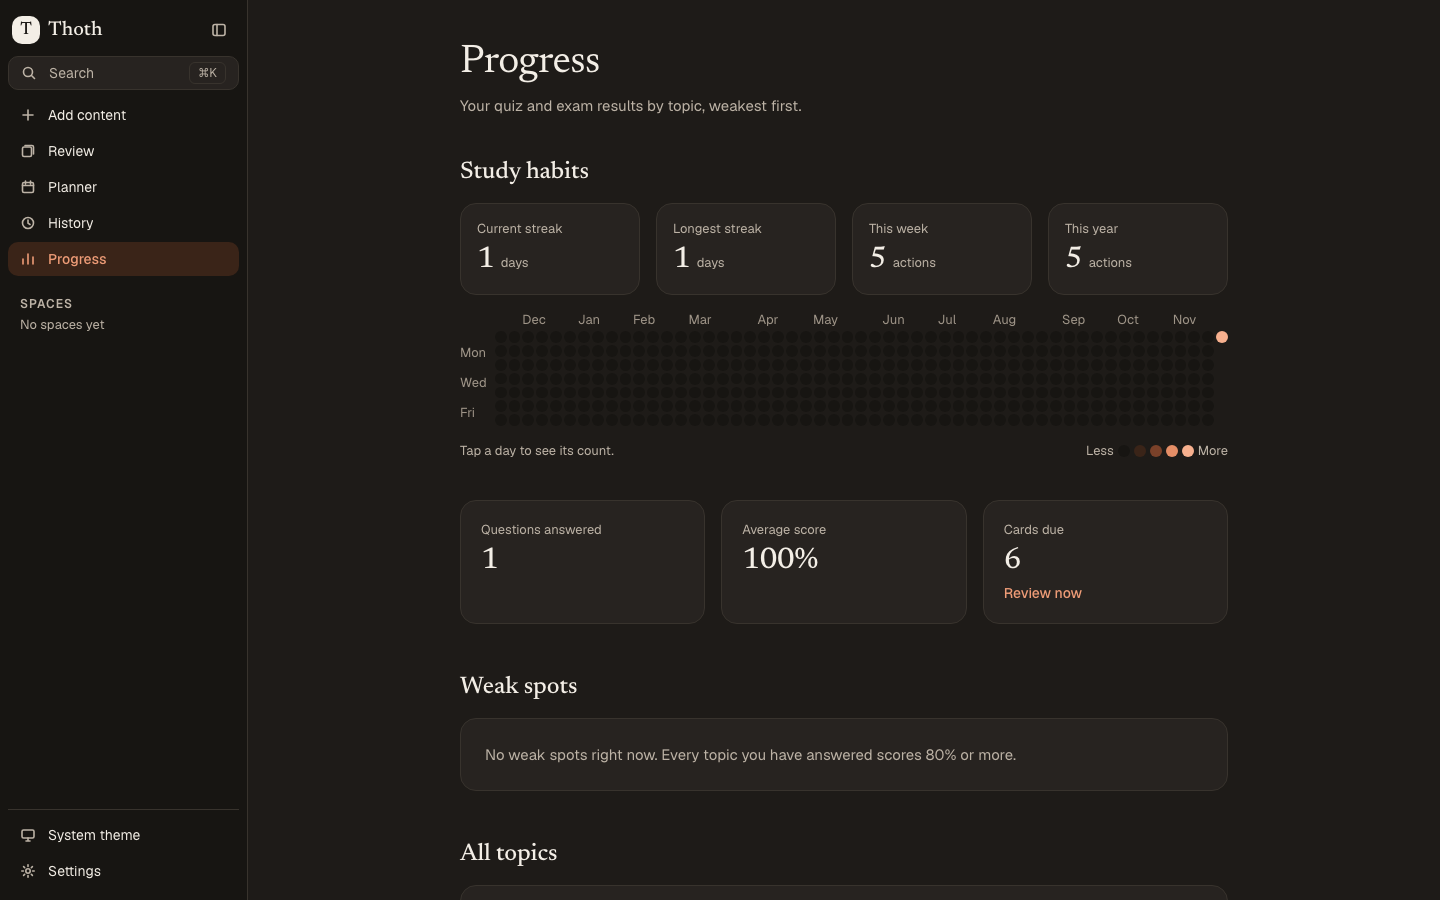 T Thoth
Search ⌘K
Add content
Review
Planner
History
Progress
SPACES
No spaces yet
System theme
Settings
Progress
Your quiz and exam results by topic, weakest first.
Study habits
Current streak
1 days
Longest streak
1 days
This week
5 actions
This year
5 actions
Dec Jan Feb Mar Apr May Jun Jul Aug Sep Oct Nov
Mon
Wed
Fri
Tap a day to see its count.
Less More
Questions answered
1
Average score
100%
Cards due
6
Review now
Weak spots
No weak spots right now. Every topic you have answered scores 80% or more.
All topics